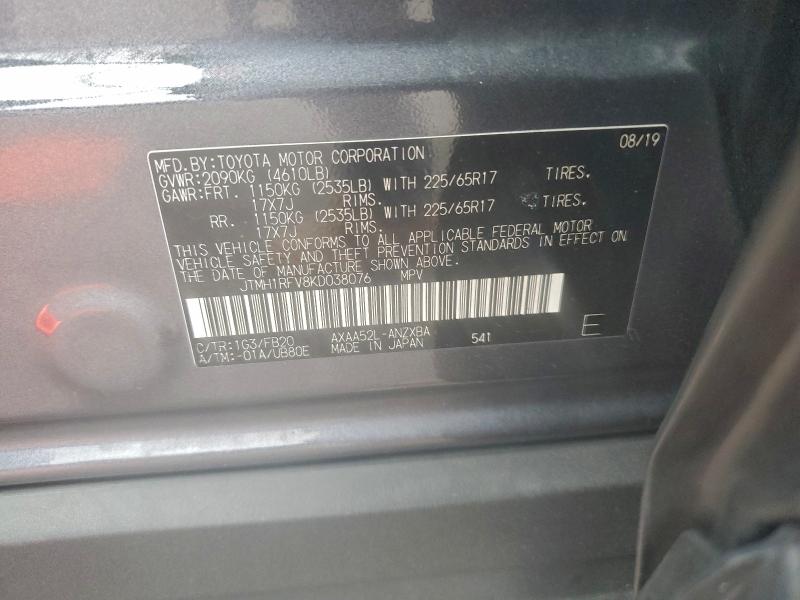 MFD.BY:TOYOTA MOTOR CORPORATION 08/19
GVWR:2090KG (4610LB)
GAWR:FRT. 1150KG (2535LB) WITH 225/65R17 TIRES.
17X7J RIMS.
RR. 1150KG (2535LB) WITH 225/65R17 TIRES.
17X7J RIMS.
THIS VEHICLE CONFORMS TO ALL APPLICABLE FEDERAL MOTOR
VEHICLE SAFETY AND THEFT PREVENTION STANDARDS IN EFFECT ON
THE DATE OF MANUFACTURE SHOWN ABOVE.
JTMH1RFV8KD038076 MPV
C/TR:1G3/FB20 AXAA52L-ANZXBA 541 E
A/TM:-01A/UB80E MADE IN JAPAN